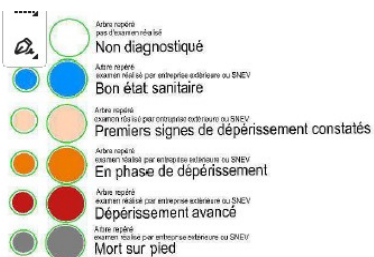 Arbre repéré
pas d'examen réalisé
Non diagnostiqué
Arbre repéré
examen réalisé par entreprise extérieure ou SNEV
Bon état sanitaire
Arbre repéré
examen réalisé par entreprise extérieure ou SNEV
Premiers signes de dépérissement constatés
Arbre repéré
examen réalisé par entreprise extérieure ou SNEV
En phase de dépérissement
Arbre repéré
examen réalisé par entreprise extérieure ou SNEV
Dépérissement avancé
Arbre repéré
examen réalisé par entreprise extérieure ou SNEV
Mort sur pied